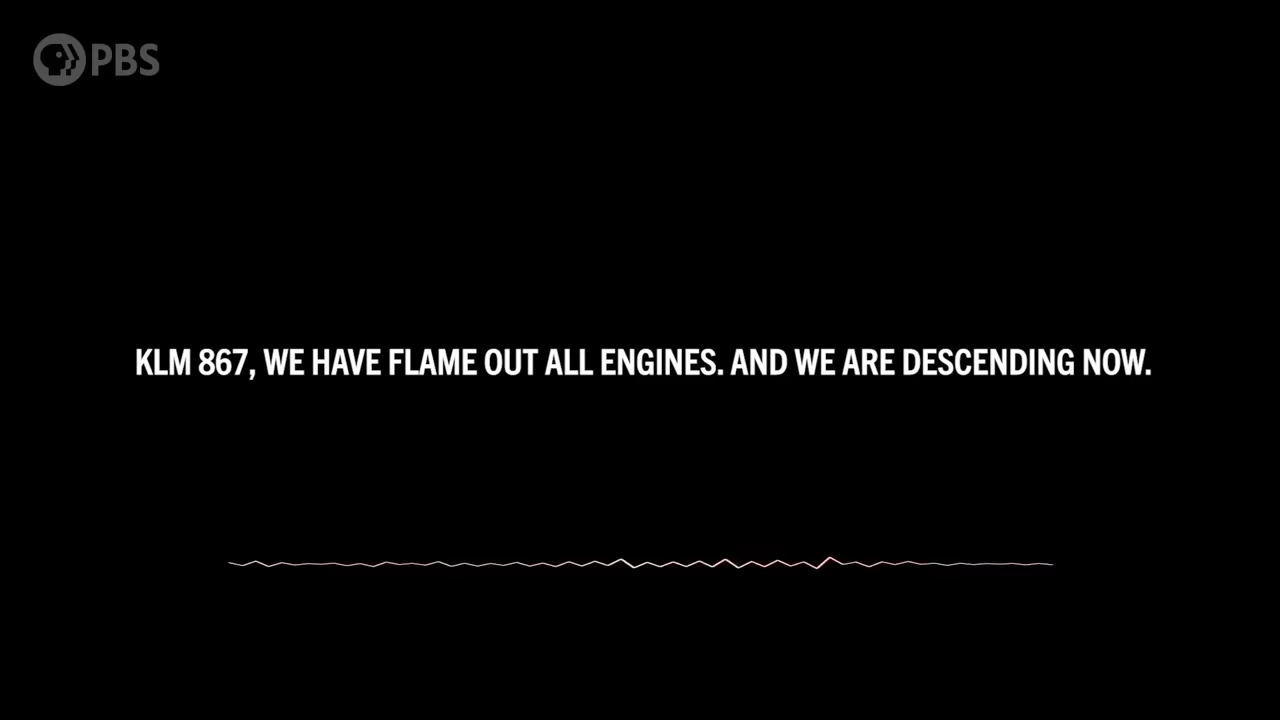 PBS
KLM 867, WE HAVE FLAME OUT ALL ENGINES. AND WE ARE DESCENDING NOW.